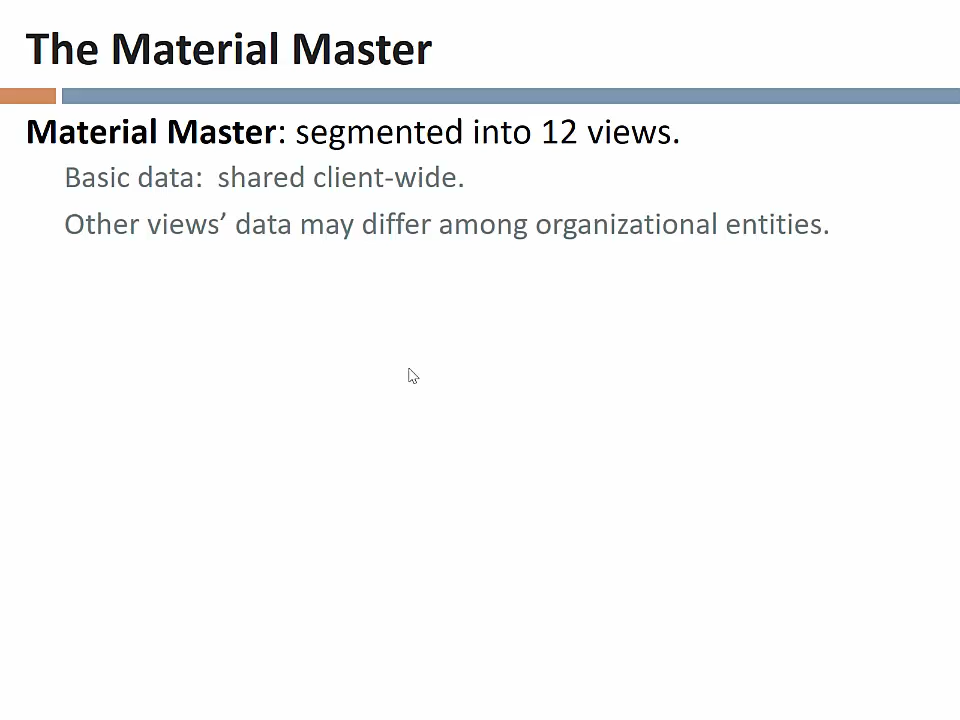 The Material Master
Material Master: segmented into 12 views.
Basic data:  shared client-wide.
Other views’ data may differ among organizational entities.